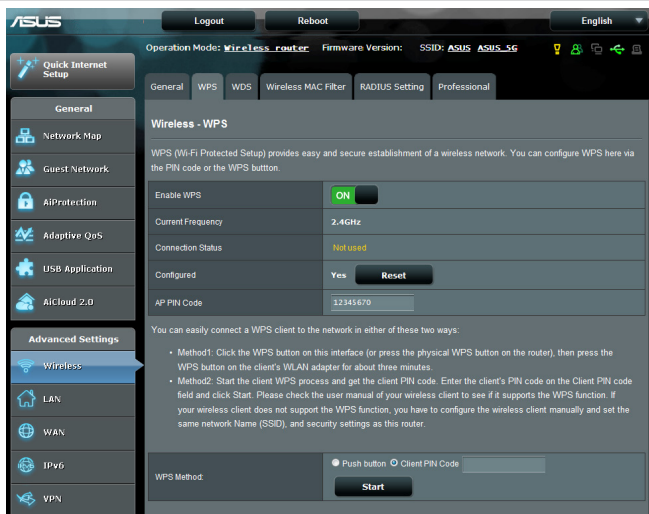 ASUS
Logout
Reboot
English
Operation Mode: Wireless router Firmware Version: SSID: ASUS ASUS_5G
Quick Internet
Setup
General WPS WDS Wireless MAC Filter RADIUS Setting Professional
General
Network Map
Guest Network
AiProtection
Adaptive QoS
USB Application
AiCloud 2.0
Advanced Settings
Wireless
LAN
WAN
IPv6
VPN
Wireless - WPS
WPS (Wi-Fi Protected Setup) provides easy and secure establishment of a wireless network. You can configure WPS here via
the PIN code or the WPS buttton.
Enable WPS ON
Current Frequency 2.4GHz
Connection Status Not used
Configured Yes Reset
AP PIN Code 12345670
You can easily connect a WPS client to the network in either of these two ways:
• Method1: Click the WPS button on this interface (or press the physical WPS button on the router), then press the
WPS button on the client's WLAN adapter for about three minutes.
• Method2: Start the client WPS process and get the client PIN code. Enter the client's PIN code on the Client PIN code
field and click Start. Please check the user manual of your wireless client to see if it supports the WPS function. If
your wireless client does not support the WPS function, you have to configure the wireless client manually and set the
same network Name (SSID), and security settings as this router.
WPS Method: Push button Client PIN Code
Start